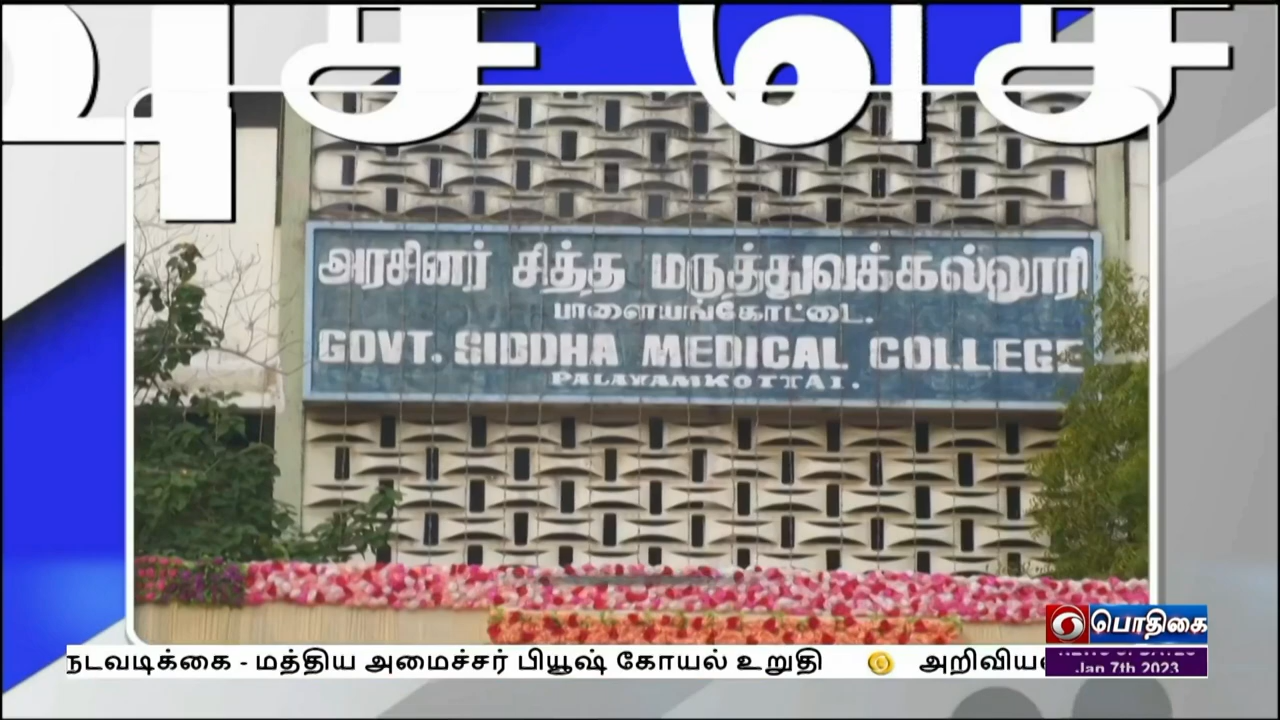 அரசினர் சித்த மருத்துவக்கல்லூரி
பாளையங்கோட்டை.
GOVT. SIDDHA MEDICAL COLLEGE
PALAYAMKOTTAI.
பொதிகை
நடவடிக்கை - மத்திய அமைச்சர் பியூஷ் கோயல் உறுதி
Jan 7th 2023